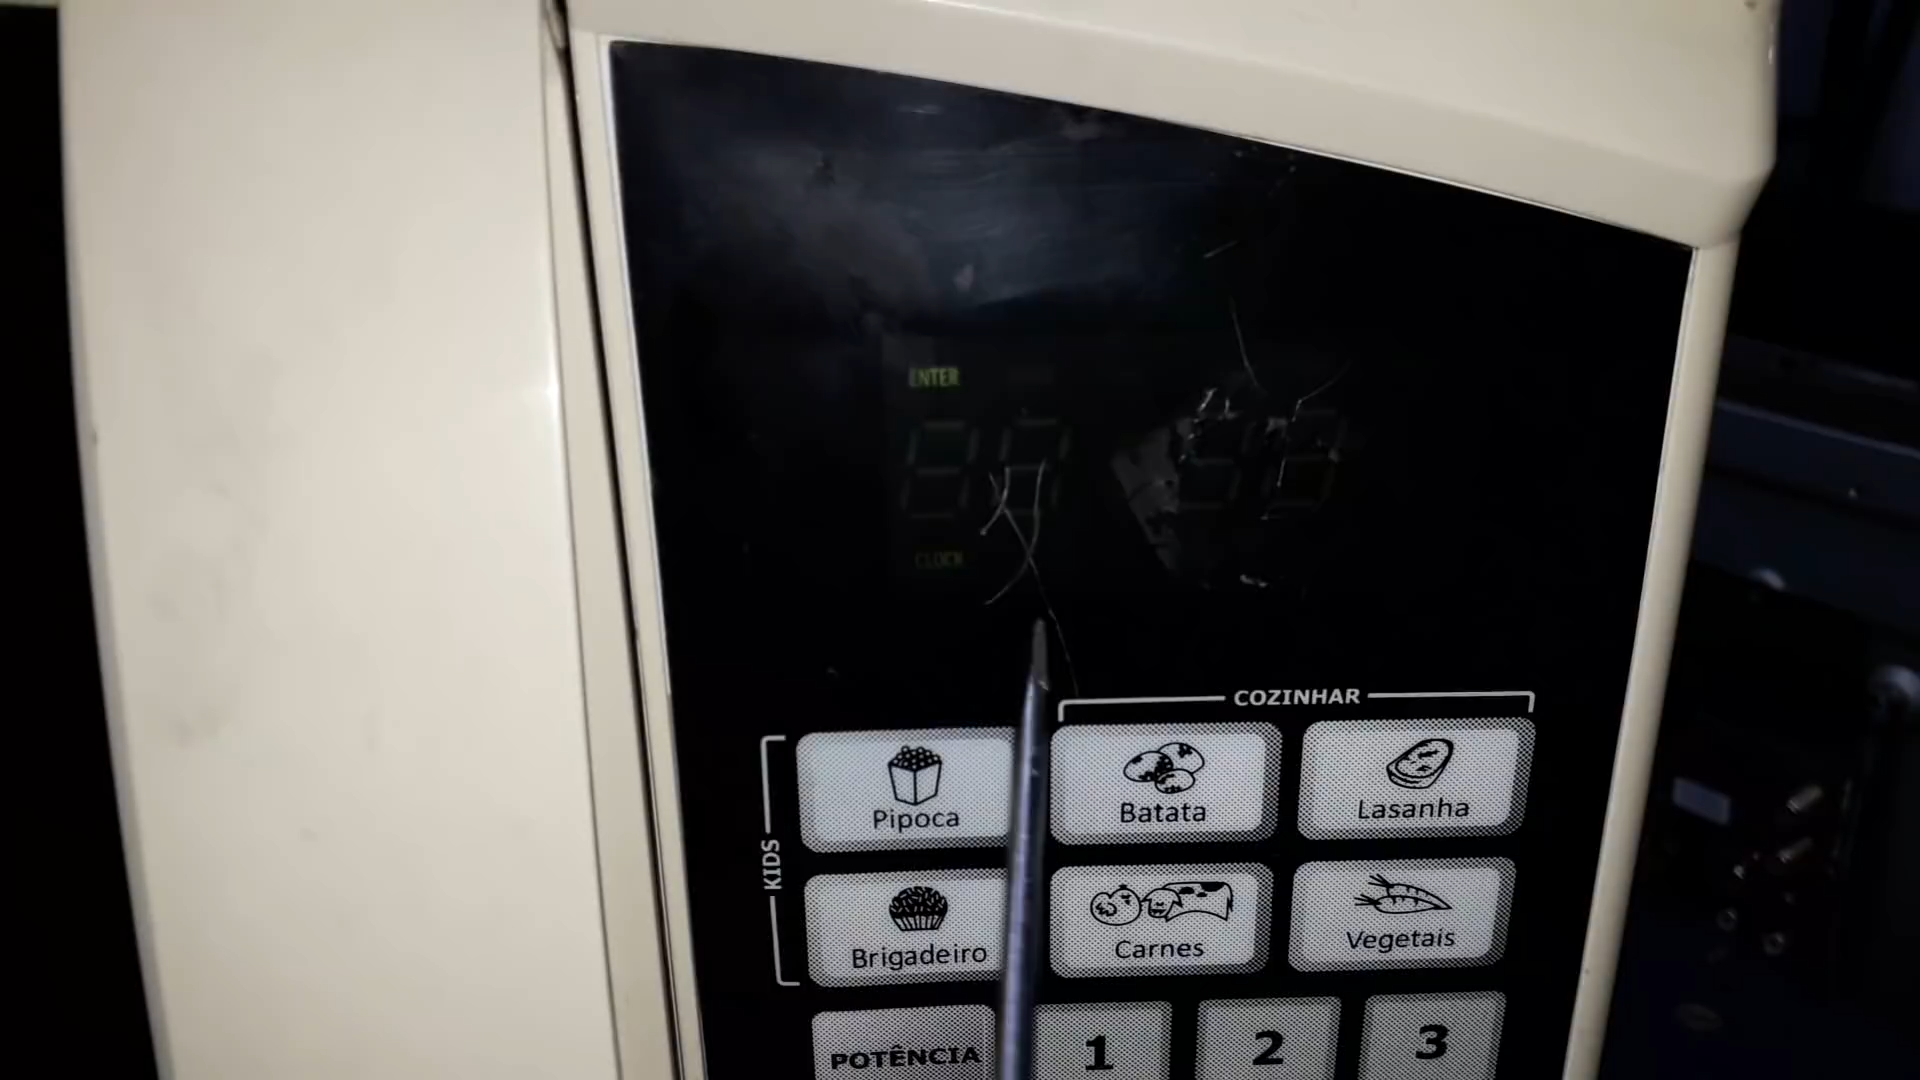 ENTER
CLOCK
COZINHAR
KIDS
Pipoca
Batata
Lasanha
Brigadeiro
Carnes
Vegetais
POTÊNCIA
1
2
3